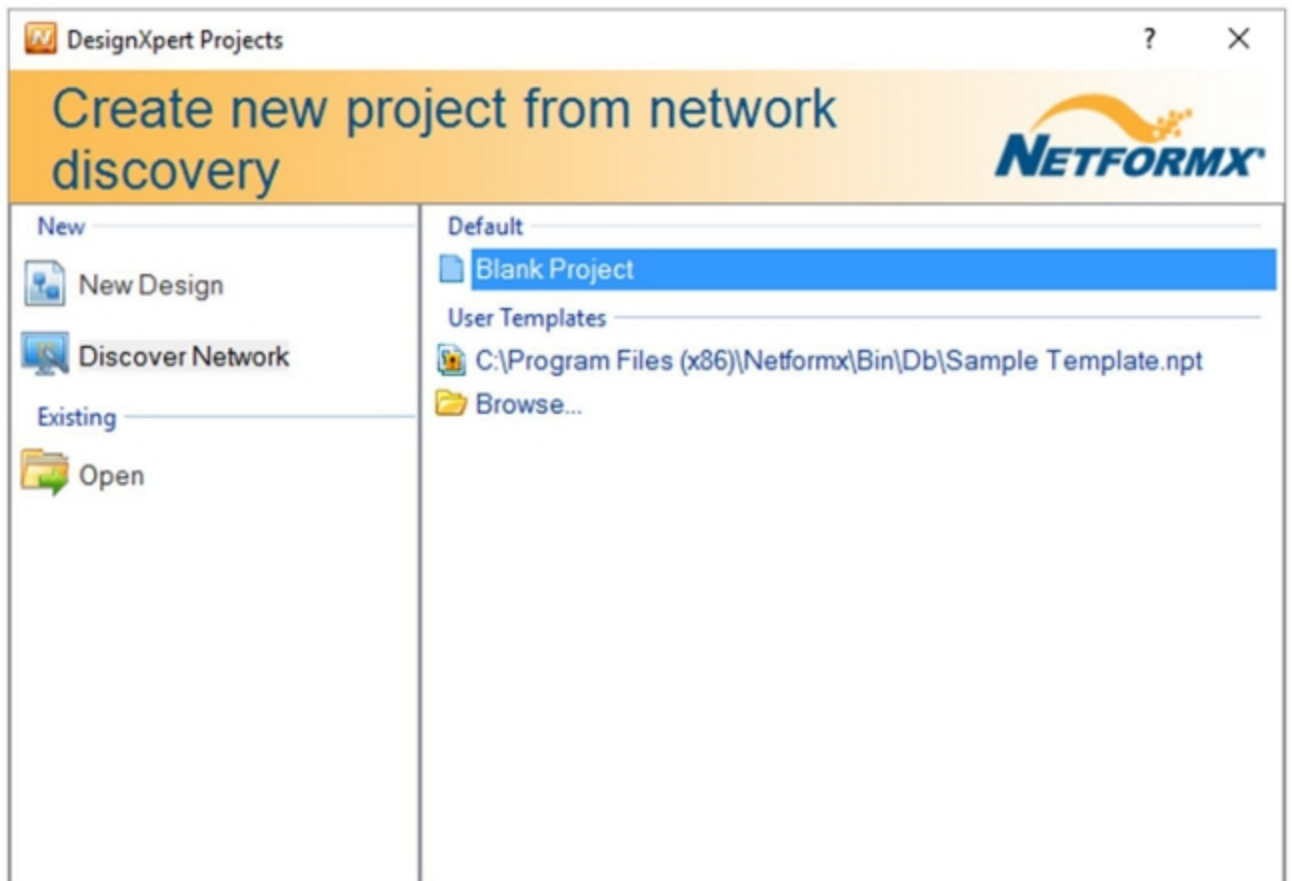 DesignXpert Projects
?
Create new project from network
discovery
NETFORMX
New
New Design
Discover Network
Existing
Open
Default
Blank Project
User Templates
C:\Program Files (x86)\Netformx\Bin\Db\Sample Template.npt
Browse...